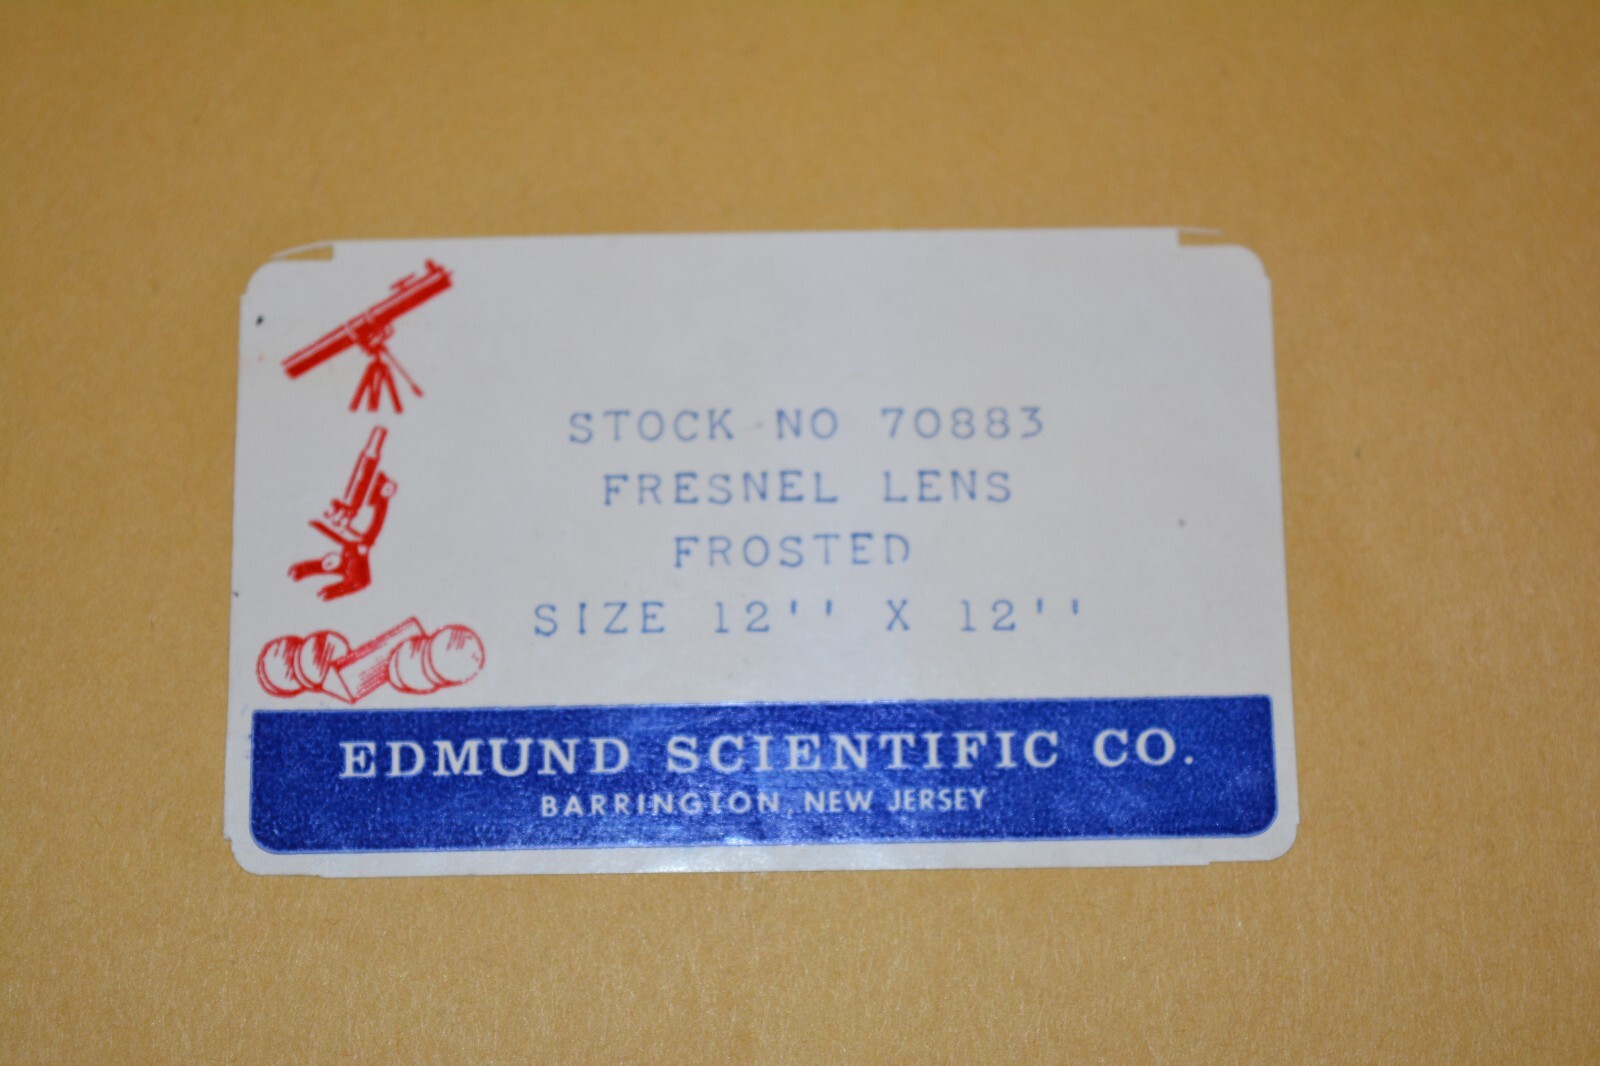 STOCK NO 70883
FRESNEL LENS
FROSTED
SIZE 12'' X 12''
EDMUND SCIENTIFIC CO.
BARRINGTON, NEW JERSEY